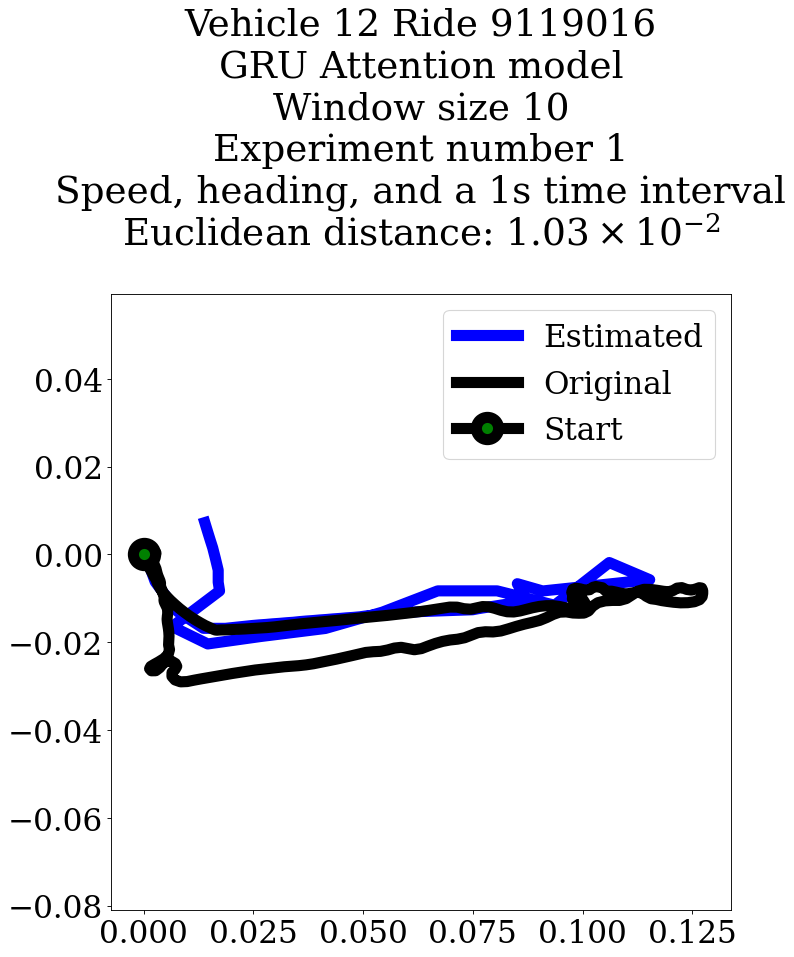 Vehicle 12 Ride 9119016
GRU Attention model
Window size 10
Experiment number 1
Speed, heading, and a 1s time interval
Euclidean distance: 1.03 × 10⁻²
Estimated
Original
Start
0.04
0.02
0.00
−0.02
−0.04
−0.06
−0.08
0.000 0.025 0.050 0.075 0.100 0.125